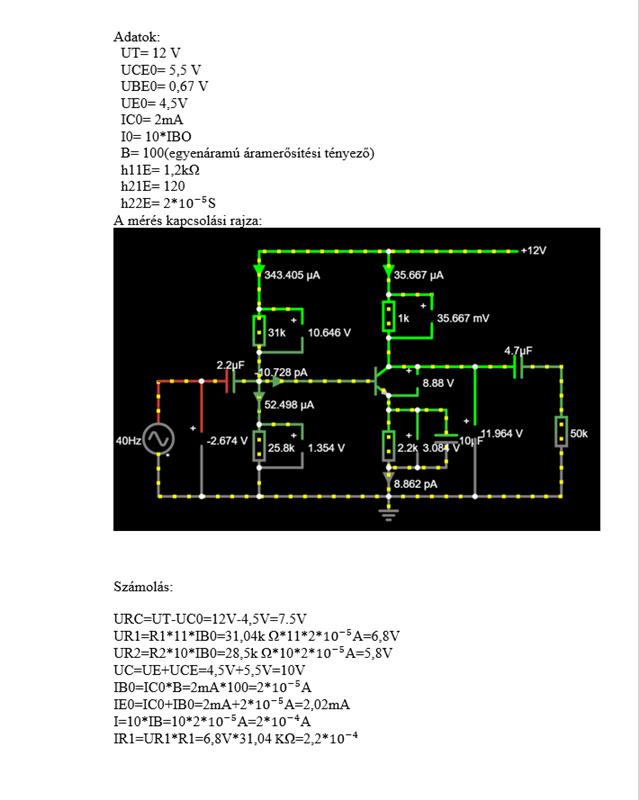 Adatok:
UT= 12 V
UCE0= 5,5 V
UBE0= 0,67 V
UE0= 4,5V
IC0= 2mA
I0= 10*IBO
B= 100(egyenáramú áramerősítési tényező)
h11E= 1,2kΩ
h21E= 120
h22E= 2*10⁻⁵S
A mérés kapcsolási rajza:
+12V
343.405 μA
35.667 μA
31k
+
10.646 V
1k
+
35.667 mV
2.2μF
-10.728 pA
4.7μF
+
8.88 V
52.498 μA
40Hz
+
-2.674 V
25.8k
+
1.354 V
2.2k
+
3.084 V
10μF
+
11.964 V
50k
8.862 pA
Számolás:
URC=UT-UC0=12V-4,5V=7.5V
UR1=R1*11*IB0=31,04k Ω*11*2*10⁻⁵A=6,8V
UR2=R2*10*IB0=28,5k Ω*10*2*10⁻⁵A=5,8V
UC=UE+UCE=4,5V+5,5V=10V
IB0=IC0*B=2mA*100=2*10⁻⁵A
IE0=IC0+IB0=2mA+2*10⁻⁵A=2,02mA
I=10*IB=10*2*10⁻⁵A=2*10⁻⁴A
IR1=UR1*R1=6,8V*31,04 KΩ=2,2*10⁻⁴